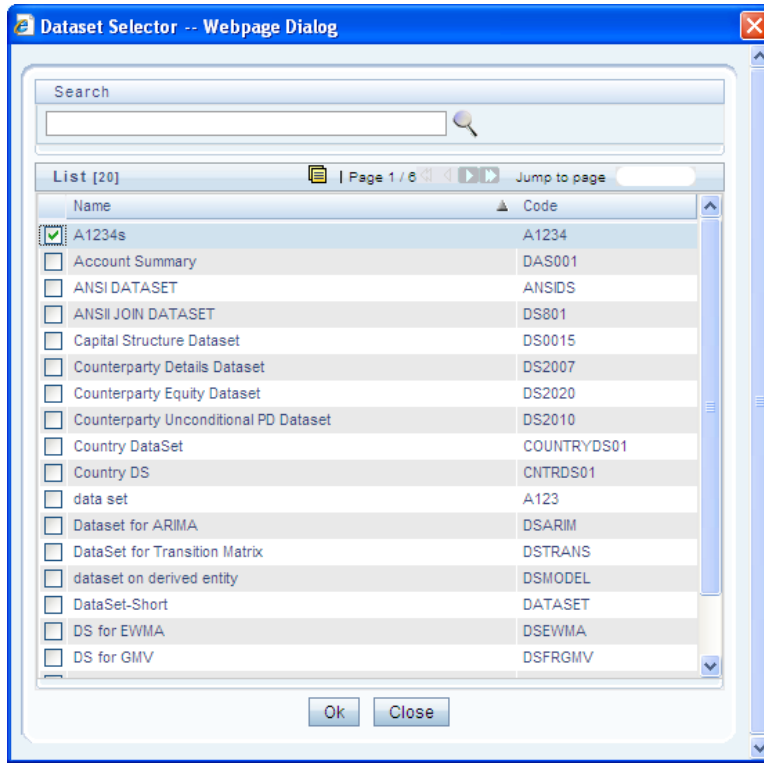 Dataset Selector -- Webpage Dialog
Search
List [20] | Page 1 / 6 Jump to page
Name Code
A1234s A1234
Account Summary DAS001
ANSI DATASET ANSIDS
ANSII JOIN DATASET DS801
Capital Structure Dataset DS0015
Counterparty Details Dataset DS2007
Counterparty Equity Dataset DS2020
Counterparty Unconditional PD Dataset DS2010
Country DataSet COUNTRYDS01
Country DS CNTRDS01
data set A123
Dataset for ARIMA DSARIM
DataSet for Transition Matrix DSTRANS
dataset on derived entity DSMODEL
DataSet-Short DATASET
DS for EWMA DSEWMA
DS for GMV DSFRGMV
Ok Close